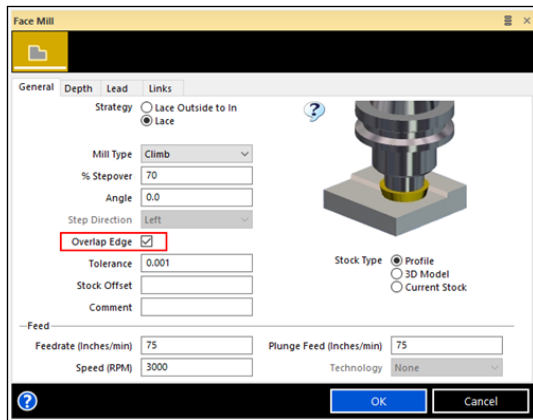 Face Mill
General Depth Lead Links
Strategy Lace Outside to In
Lace
Mill Type Climb
% Stepover 70
Angle 0.0
Step Direction Left
Overlap Edge
Tolerance 0.001
Stock Type Profile
3D Model
Current Stock
Stock Offset
Comment
Feed
Feedrate (Inches/min) 75 Plunge Feed (Inches/min) 75
Speed (RPM) 3000 Technology None
OK Cancel